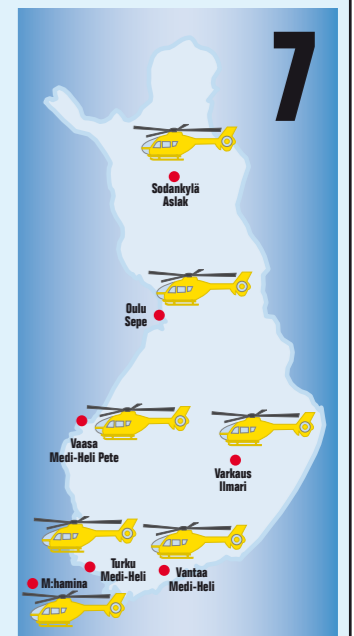 7
Sodankylä
Aslak
Oulu
Sepe
Vaasa
Medi-Heli Pete
Varkaus
Ilmari
Turku
Medi-Heli
Vantaa
Medi-Heli
M:hamina